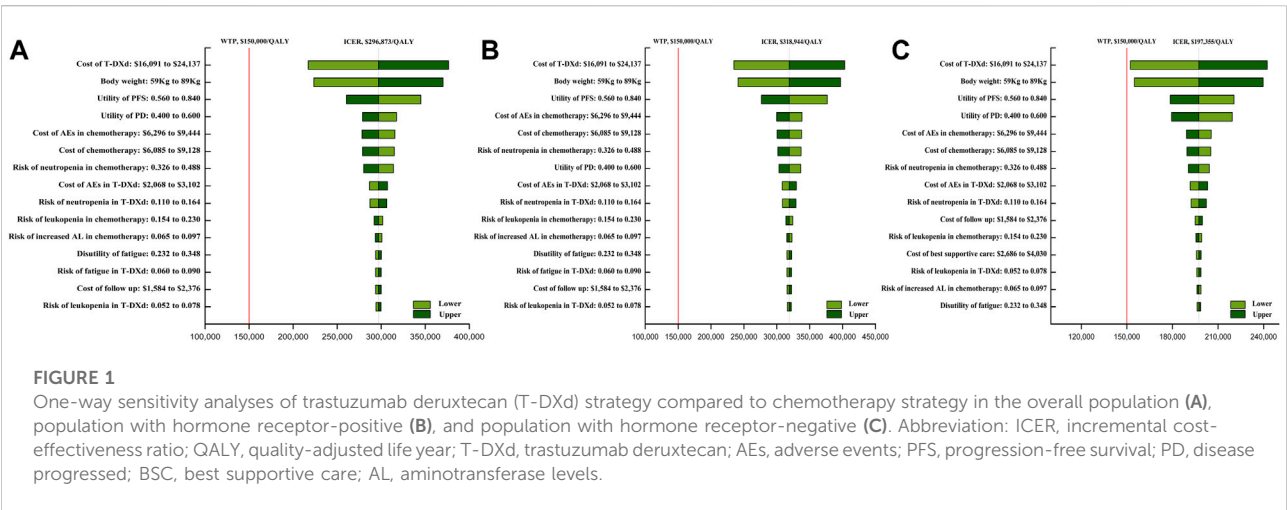 A
WTP, $150,000/QALY
ICER, $296,873/QALY
Cost of T-DXd: $16,091 to $24,137
Body weight: 59Kg to 89Kg
Utility of PFS: 0.560 to 0.840
Utility of PD: 0.400 to 0.600
Cost of AEs in chemotherapy: $6,296 to $9,444
Cost of chemotherapy: $6,085 to $9,128
Risk of neutropenia in chemotherapy: 0.326 to 0.488
Cost of AEs in T-DXd: $2,068 to $3,102
Risk of neutropenia in T-DXd: 0.110 to 0.164
Risk of leukopenia in chemotherapy: 0.154 to 0.230
Risk of increased AL in chemotherapy: 0.065 to 0.097
Disutility of fatigue: 0.232 to 0.348
Risk of fatigue in T-DXd: 0.060 to 0.090
Cost of follow up: $1,584 to $2,376
Risk of leukopenia in T-DXd: 0.052 to 0.078
Lower
Upper
100,000 150,000 200,000 250,000 300,000 350,000 400,000
B
WTP, $150,000/QALY
ICER, $318,944/QALY
Cost of T-DXd: $16,091 to $24,137
Body weight: 59Kg to 89Kg
Utility of PFS: 0.560 to 0.840
Cost of AEs in chemotherapy: $6,296 to $9,444
Cost of chemotherapy: $6,085 to $9,128
Risk of neutropenia in chemotherapy: 0.326 to 0.488
Utility of PD: 0.400 to 0.600
Cost of AEs in T-DXd: $2,068 to $3,102
Risk of neutropenia in T-DXd: 0.110 to 0.164
Risk of leukopenia in chemotherapy: 0.154 to 0.230
Risk of increased AL in chemotherapy: 0.065 to 0.097
Disutility of fatigue: 0.232 to 0.348
Risk of fatigue in T-DXd: 0.060 to 0.090
Cost of follow up: $1,584 to $2,376
Risk of leukopenia in T-DXd: 0.052 to 0.078
Lower
Upper
100,000 150,000 200,000 250,000 300,000 350,000 400,000 450,000
C
WTP, $150,000/QALY
ICER, $197,355/QALY
Cost of T-DXd: $16,091 to $24,137
Body weight: 59Kg to 89Kg
Utility of PFS: 0.560 to 0.840
Utility of PD: 0.400 to 0.600
Cost of AEs in chemotherapy: $6,296 to $9,444
Cost of chemotherapy: $6,085 to $9,128
Risk of neutropenia in chemotherapy: 0.326 to 0.488
Cost of AEs in T-DXd: $2,068 to $3,102
Risk of neutropenia in T-DXd: 0.110 to 0.164
Cost of follow up: $1,584 to $2,376
Risk of leukopenia in chemotherapy: 0.154 to 0.230
Cost of best supportive care: $2,686 to $4,030
Risk of leukopenia in T-DXd: 0.052 to 0.078
Risk of increased AL in chemotherapy: 0.065 to 0.097
Disutility of fatigue: 0.232 to 0.348
Lower
Upper
120,000 150,000 180,000 210,000 240,000
FIGURE 1
One-way sensitivity analyses of trastuzumab deruxtecan (T-DXd) strategy compared to chemotherapy strategy in the overall population (A),
population with hormone receptor-positive (B), and population with hormone receptor-negative (C). Abbreviation: ICER, incremental cost-
effectiveness ratio; QALY, quality-adjusted life year; T-DXd, trastuzumab deruxtecan; AEs, adverse events; PFS, progression-free survival; PD, disease
progressed; BSC, best supportive care; AL, aminotransferase levels.